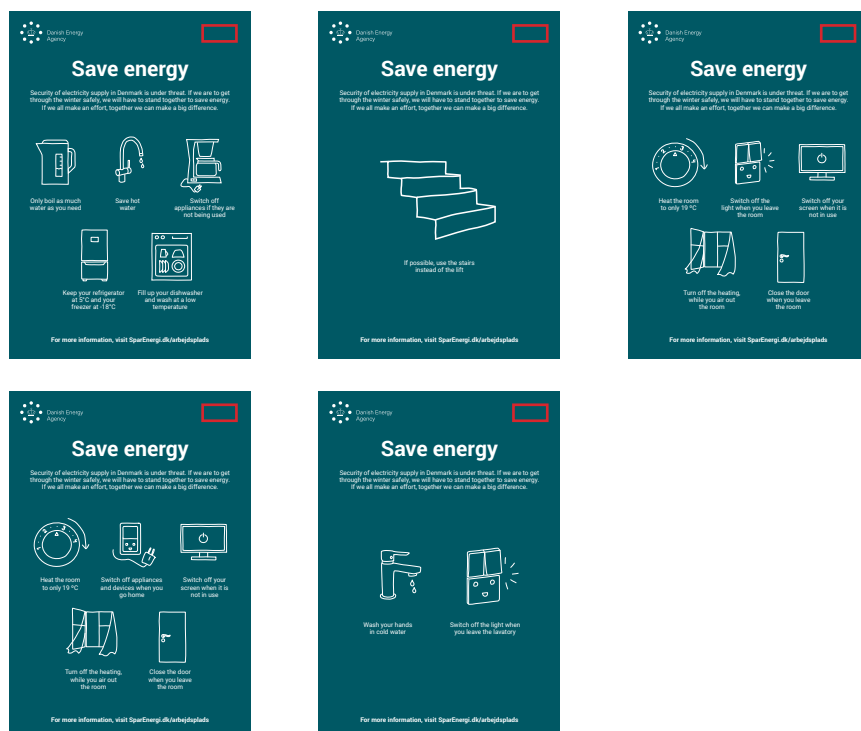 Danish Energy
Agency
Save energy
Security of electricity supply in Denmark is under threat. If we are to get
through the winter safely, we will have to stand together to save energy.
If we all make an effort, together we can make a big difference.
Only boil as much
water as you need
Save hot
water
Switch off
appliances if they are
not being used
Keep your refrigerator
at 5°C and your
freezer at -18°C
Fill up your dishwasher
and wash at a low
temperature
For more information, visit SparEnergi.dk/arbejdsplads
Danish Energy
Agency
Save energy
Security of electricity supply in Denmark is under threat. If we are to get
through the winter safely, we will have to stand together to save energy.
If we all make an effort, together we can make a big difference.
If possible, use the stairs
instead of the lift
For more information, visit SparEnergi.dk/arbejdsplads
Danish Energy
Agency
Save energy
Security of electricity supply in Denmark is under threat. If we are to get
through the winter safely, we will have to stand together to save energy.
If we all make an effort, together we can make a big difference.
1 2 3 4
Heat the room
to only 19 ºC
Switch off the
light when you leave
the room
Switch off your
screen when it is
not in use
Turn off the heating,
while you air out
the room
Close the door
when you leave
the room
For more information, visit SparEnergi.dk/arbejdsplads
Danish Energy
Agency
Save energy
Security of electricity supply in Denmark is under threat. If we are to get
through the winter safely, we will have to stand together to save energy.
If we all make an effort, together we can make a big difference.
1 2 3 4
Heat the room
to only 19 ºC
Switch off appliances
and devices when you
go home
Switch off your
screen when it is
not in use
Turn off the heating,
while you air out
the room
Close the door
when you leave
the room
For more information, visit SparEnergi.dk/arbejdsplads
Danish Energy
Agency
Save energy
Security of electricity supply in Denmark is under threat. If we are to get
through the winter safely, we will have to stand together to save energy.
If we all make an effort, together we can make a big difference.
Wash your hands
in cold water
Switch off the light when
you leave the lavatory
For more information, visit SparEnergi.dk/arbejdsplads